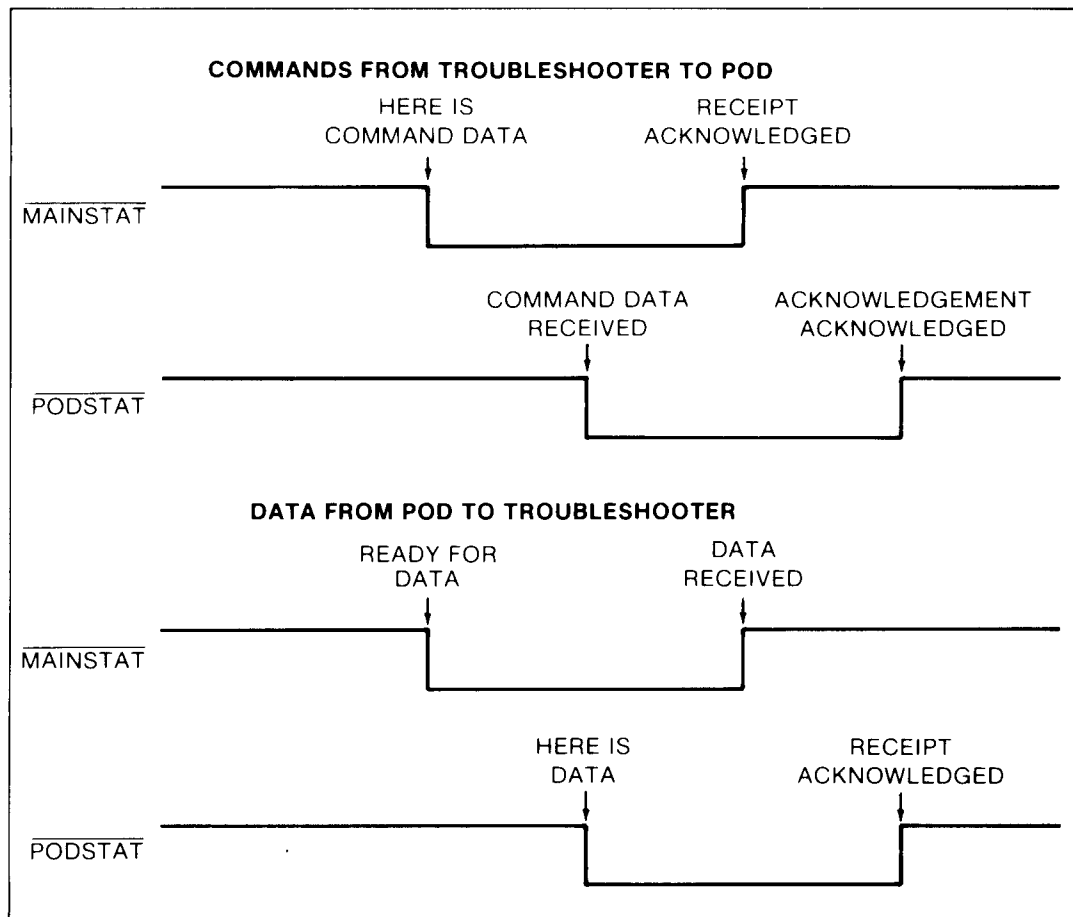 COMMANDS FROM TROUBLESHOOTER TO POD
HERE IS
COMMAND DATA
RECEIPT
ACKNOWLEDGED
MAINSTAT
COMMAND DATA
RECEIVED
ACKNOWLEDGEMENT
ACKNOWLEDGED
PODSTAT
DATA FROM POD TO TROUBLESHOOTER
READY FOR
DATA
DATA
RECEIVED
MAINSTAT
HERE IS
DATA
RECEIPT
ACKNOWLEDGED
PODSTAT